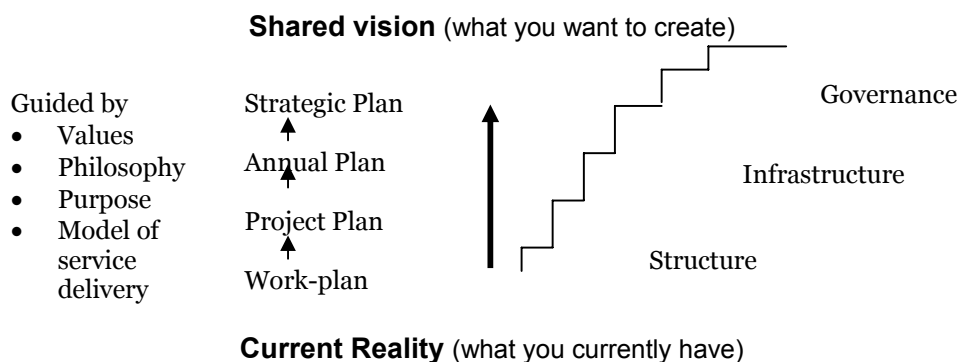 Shared vision (what you want to create)
Guided by
• Values
• Philosophy
• Purpose
• Model of
service
delivery
Strategic Plan
Annual Plan
Project Plan
Work-plan
Governance
Infrastructure
Structure
Current Reality (what you currently have)